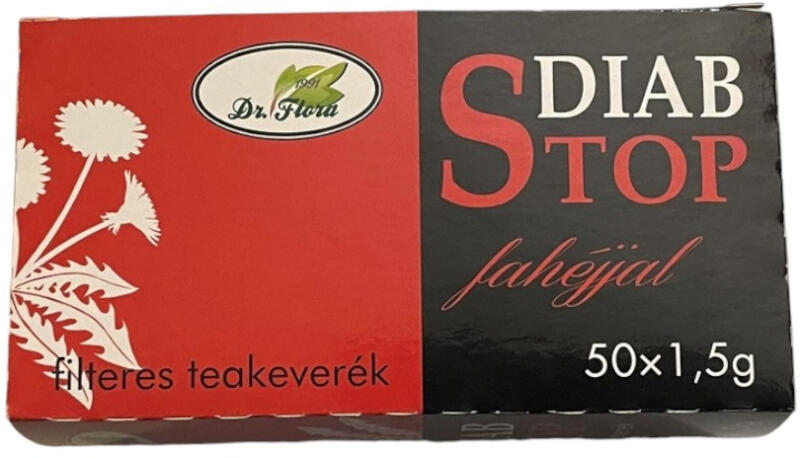 1991
Dr. Flora
DIAB
STOP
fahéjjal
filteres teakeverék
50×1,5g